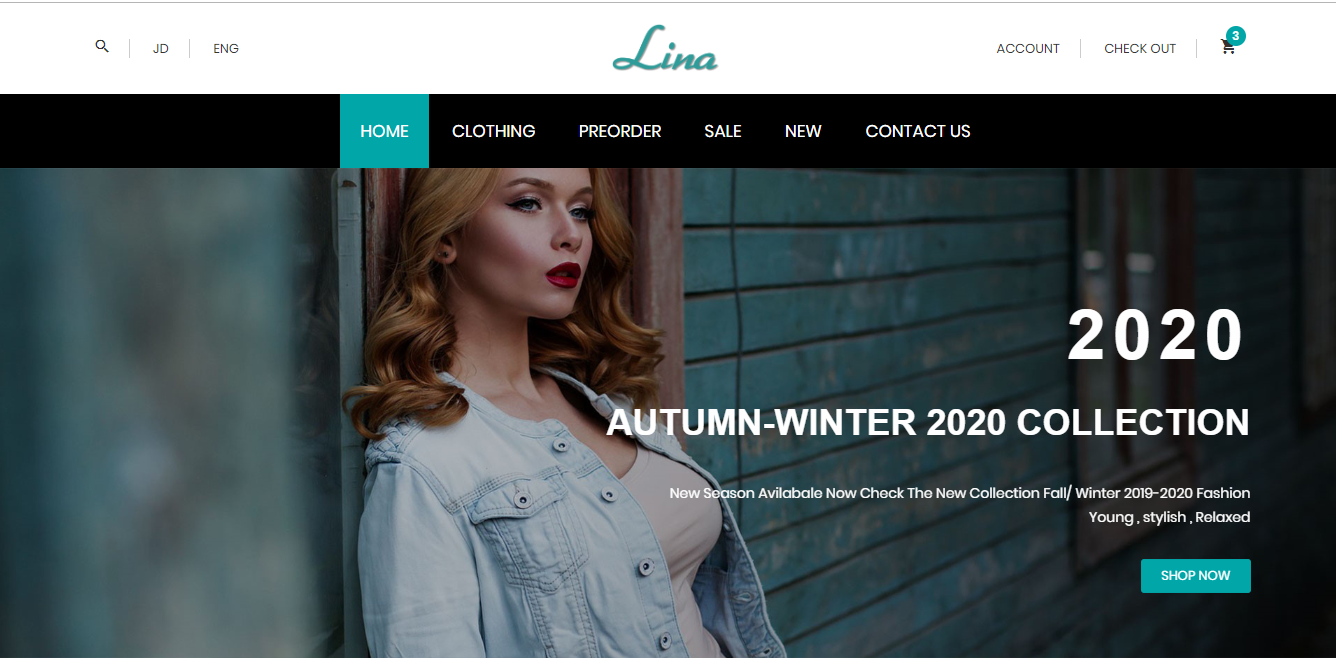 JD
ENG
Lina
ACCOUNT
CHECK OUT
3
HOME
CLOTHING
PREORDER
SALE
NEW
CONTACT US
2020
AUTUMN-WINTER 2020 COLLECTION
New Season Avilabale Now Check The New Collection Fall/ Winter 2019-2020 Fashion
Young , stylish , Relaxed
SHOP NOW